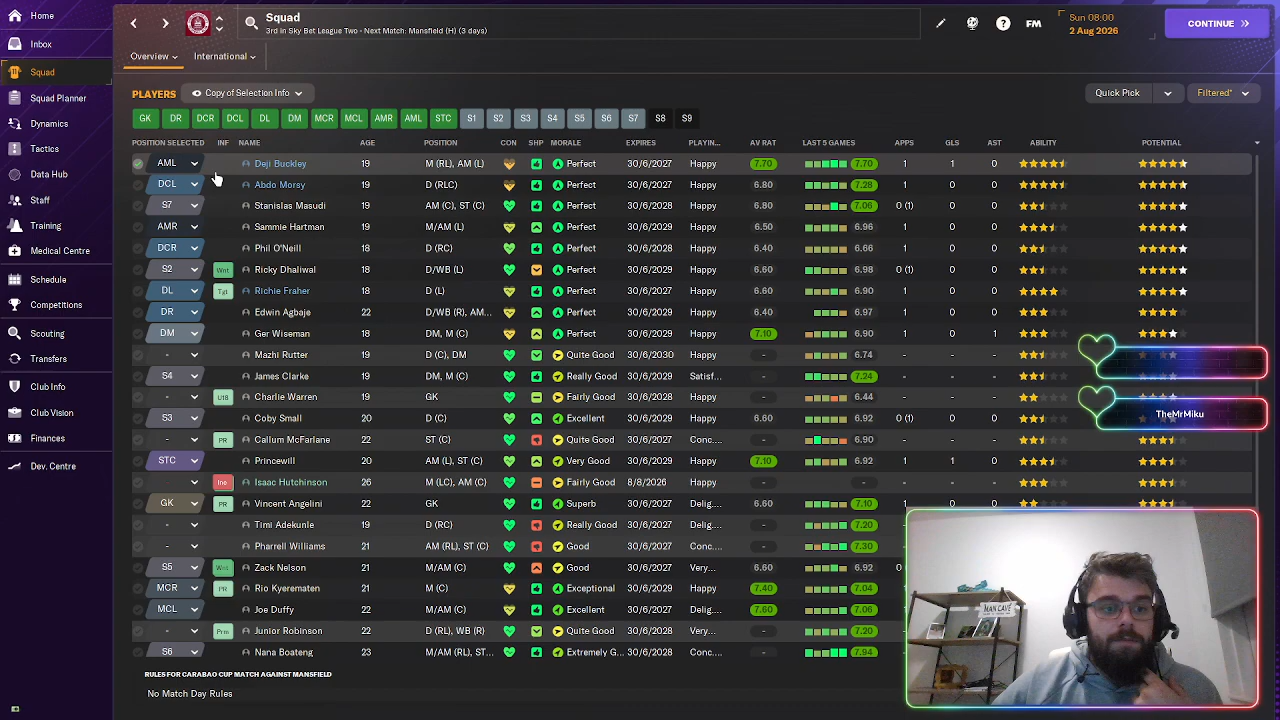 Home
Squad
3rd in Sky Bet League Two - Next Match: Mansfield (H) (3 days)
FM
Sun 08:00
2 Aug 2026
CONTINUE
Inbox
Squad
Squad Planner
Dynamics
Tactics
Data Hub
Staff
Training
Medical Centre
Schedule
Competitions
Scouting
Transfers
Club Info
Club Vision
Finances
Dev. Centre
Overview International
PLAYERS Copy of Selection Info Quick Pick Filtered*
GK DR DCR DCL DL DM MCR MCL AMR AML STC S1 S2 S3 S4 S5 S6 S7 S8 S9
POSITION SELECTED INF NAME AGE POSITION CON SHP MORALE EXPIRES PLAYIN... AV RAT LAST 5 GAMES APPS GLS AST ABILITY POTENTIAL
AML Deji Buckley 19 M (RL), AM (L) Perfect 30/6/2027 Happy 7.70 7.70 1 1 0
DCL Abdo Morsy 19 D (RLC) Perfect 30/6/2027 Happy 6.80 7.28 1 0 0
S7 Stanislas Masudi 19 AM (C), ST (C) Perfect 30/6/2029 Happy 6.80 7.06 0 (1) 0 0
AMR Sammie Hartman 19 M/AM (L) Perfect 30/6/2029 Happy 6.50 6.96 1 0 0
DCR Phil O'Neill 18 D (RC) Perfect 30/6/2029 Happy 6.40 6.66 1 0 0
S2 Wnt Ricky Dhaliwal 18 D/WB (L) Perfect 30/6/2029 Happy 6.60 6.98 0 (1) 0 0
DL Tgt Richie Fraher 18 D (L) Perfect 30/6/2027 Happy 6.90 6.90 1 0 0
DR Edwin Agbaje 22 D/WB (R), AM... Perfect 30/6/2029 Happy 6.40 6.97 1 0 0
DM Ger Wiseman 18 DM, M (C) Perfect 30/6/2029 Happy 7.10 6.90 1 0 1
- Mazhi Rutter 19 D (C), DM Quite Good 30/6/2030 Happy - 6.74 - - -
S4 James Clarke 19 DM, M (C) Really Good 30/6/2029 Satisf... - 7.24 - - -
- U18 Charlie Warren 19 GK Fairly Good 30/6/2029 Happy - 6.44 - - -
S3 Coby Small 20 D (C) Excellent 30/6/2029 Happy 6.60 6.92 0 (1) 0 0
- PR Callum McFarlane 22 ST (C) Quite Good 30/6/2027 Conc.... - 6.90 - - -
TheMrMiku
STC Princewill 20 AM (L), ST (C) Very Good 30/6/2027 Happy 7.10 6.92 1 1 0
Ine Isaac Hutchinson 26 M (LC), AM (C) Fairly Good 8/8/2026 Happy - - - - -
GK PR Vincent Angelini 22 GK Superb 30/6/2027 Delig... 6.60 7.10 1
- Timi Adekunle 19 D (RC) Really Good 30/6/2027 Delig... - 7.20 -
- Pharrell Williams 21 AM (RL), ST (C) Good 30/6/2027 Conc.... - 7.30 -
S5 Wnt Zack Nelson 21 M/AM (C) Good 30/6/2027 Very... 6.60 6.92 0
MCR PR Rio Kyerematen 21 M (C) Exceptional 30/6/2029 Happy 7.40 7.04 1
MCL Joe Duffy 22 M/AM (C) Excellent 30/6/2027 Delig... 7.60 7.06 1
- Prm Junior Robinson 22 D (RL), WB (R) Quite Good 30/6/2028 Very... - 7.20 -
S6 Nana Boateng 23 M/AM (RL), ST... Extremely G... 30/6/2028 Happy - 7.94 -
RULES FOR CARABAO CUP MATCH AGAINST MANSFIELD
No Match Day Rules
MAN CAVE